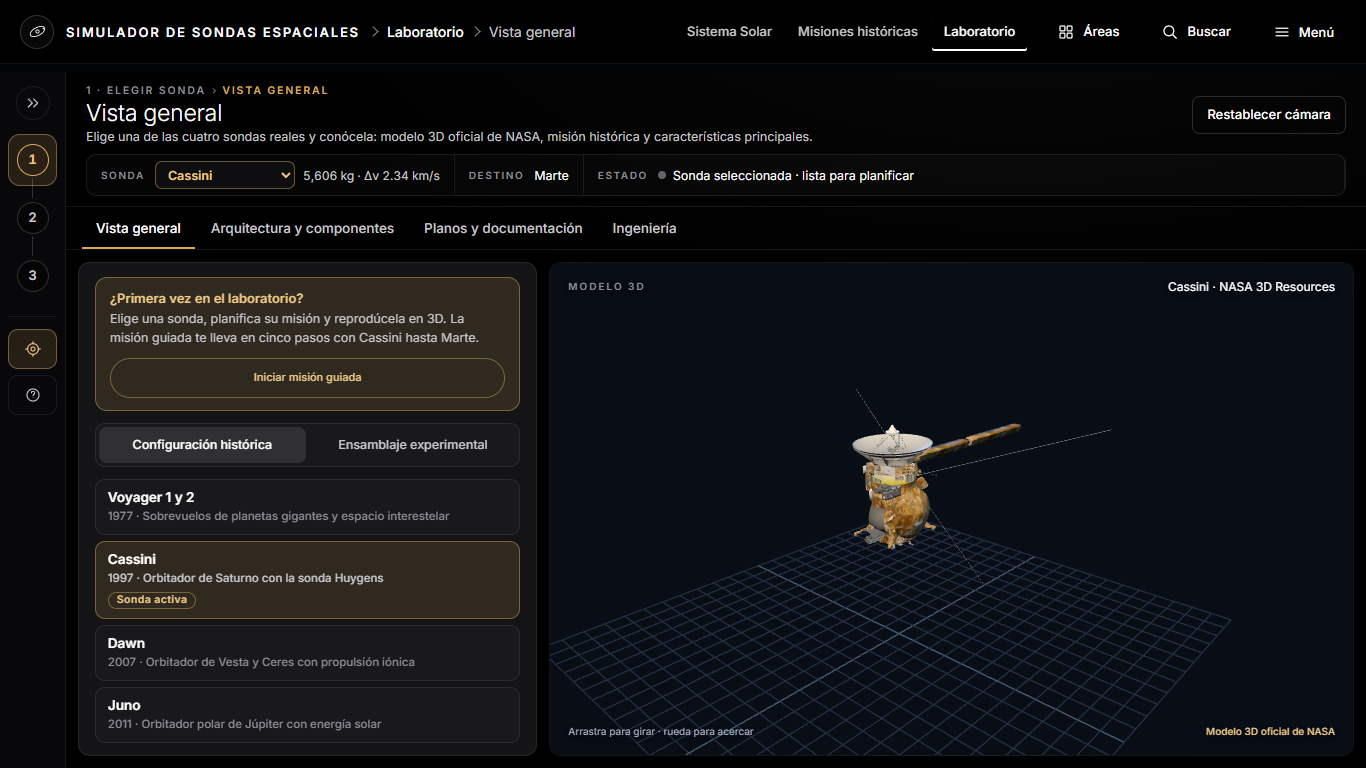 SIMULADOR DE SONDAS ESPACIALES > Laboratorio > Vista general
Sistema Solar
Misiones históricas
Laboratorio
Áreas
Buscar
Menú
1
2
3
1 · ELEGIR SONDA > VISTA GENERAL
Vista general
Elige una de las cuatro sondas reales y conócela: modelo 3D oficial de NASA, misión histórica y características principales.
Restablecer cámara
SONDA Cassini 5,606 kg · Δv 2.34 km/s
DESTINO Marte
ESTADO Sonda seleccionada · lista para planificar
Vista general
Arquitectura y componentes
Planos y documentación
Ingeniería
¿Primera vez en el laboratorio?
Elige una sonda, planifica su misión y reprodúcela en 3D. La
misión guiada te lleva en cinco pasos con Cassini hasta Marte.
Iniciar misión guiada
Configuración histórica
Ensamblaje experimental
Voyager 1 y 2
1977 · Sobrevuelos de planetas gigantes y espacio interestelar
Cassini
1997 · Orbitador de Saturno con la sonda Huygens
Sonda activa
Dawn
2007 · Orbitador de Vesta y Ceres con propulsión iónica
Juno
2011 · Orbitador polar de Júpiter con energía solar
MODELO 3D
Cassini · NASA 3D Resources
Arrastra para girar · rueda para acercar
Modelo 3D oficial de NASA